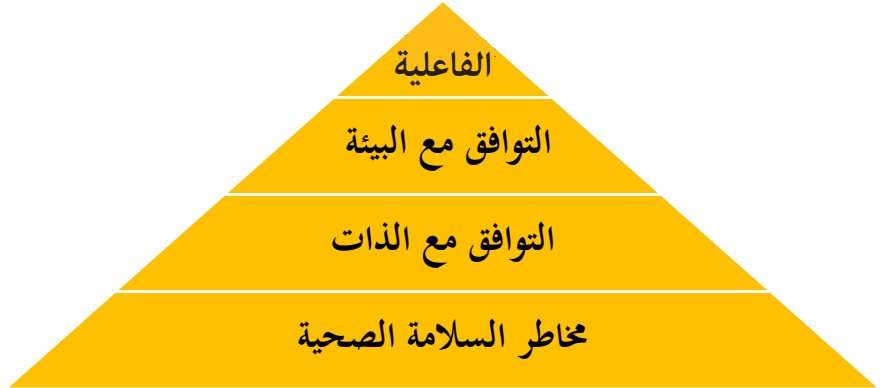 الفاعلية
التوافق مع البيئة
التوافق مع الذات
مخاطر السلامة الصحية